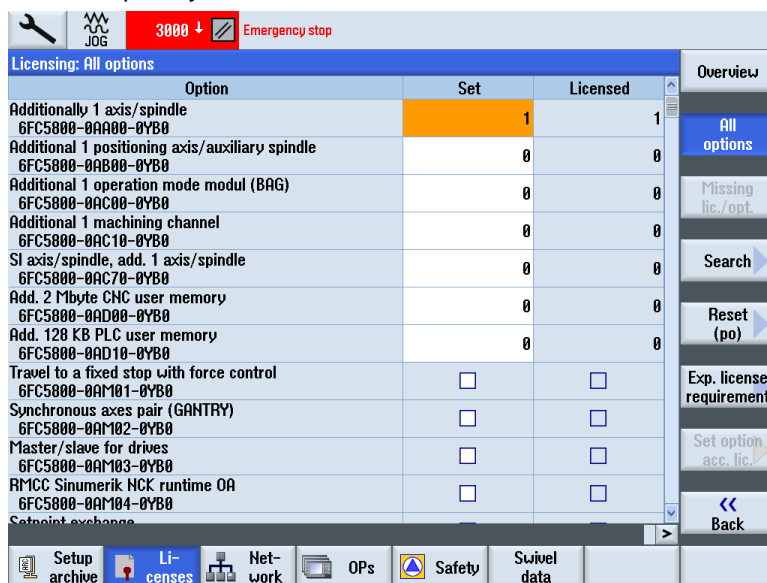 JOG
3000 ↓ Emergency stop
Licensing: All options
Option Set Licensed
Additionally 1 axis/spindle
6FC5800-0AA00-0YB0 1 1
Additional 1 positioning axis/auxiliary spindle
6FC5800-0AB00-0YB0 0 0
Additional 1 operation mode modul (BAG)
6FC5800-0AC00-0YB0 0 0
Additional 1 machining channel
6FC5800-0AC10-0YB0 0 0
SI axis/spindle, add. 1 axis/spindle
6FC5800-0AC70-0YB0 0 0
Add. 2 Mbyte CNC user memory
6FC5800-0AD00-0YB0 0 0
Add. 128 KB PLC user memory
6FC5800-0AD10-0YB0 0 0
Travel to a fixed stop with force control
6FC5800-0AM01-0YB0
Synchronous axes pair (GANTRY)
6FC5800-0AM02-0YB0
Master/slave for drives
6FC5800-0AM03-0YB0
RMCC Sinumerik NCK runtime OA
6FC5800-0AM04-0YB0
Setpoint exchange
Overview
All
options
Missing
lic./opt.
Search
Reset
(po)
Exp. license
requirement
Set option
acc. lic.
<<
Back
>
Setup
archive
Li-
censes
Net-
work
OPs
Safety
Swivel
data